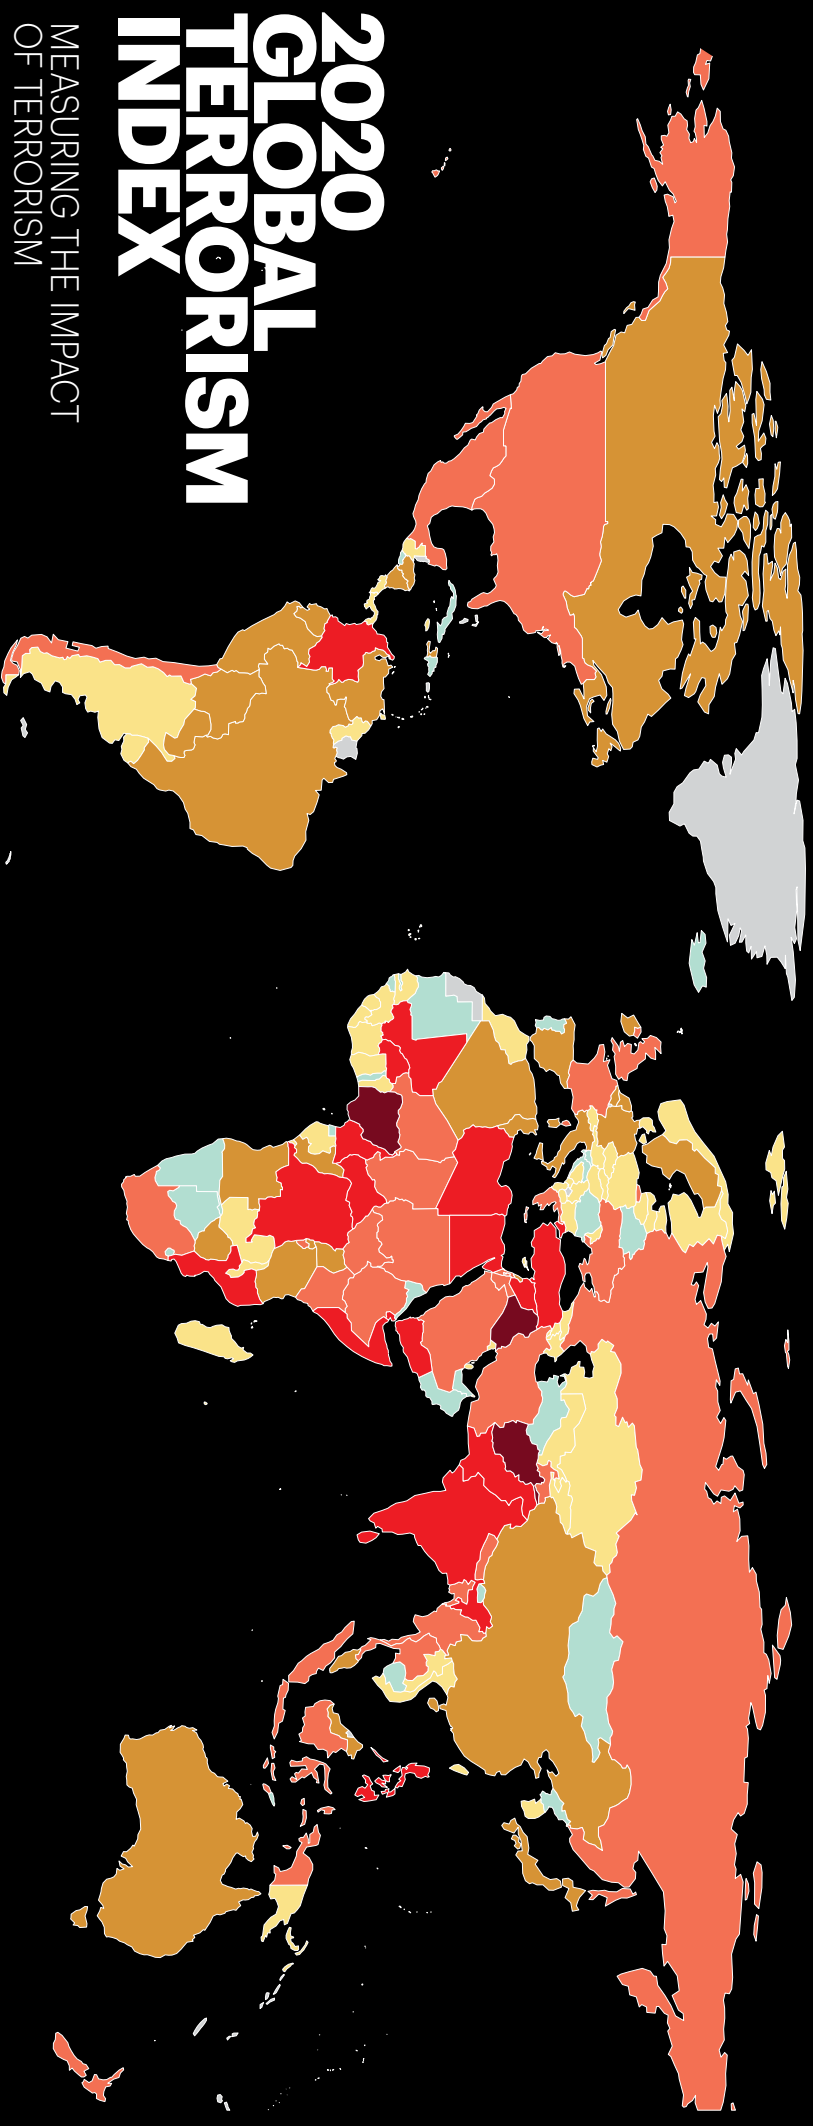 2020
GLOBAL
TERRORISM
INDEX
MEASURING THE IMPACT
OF TERRORISM